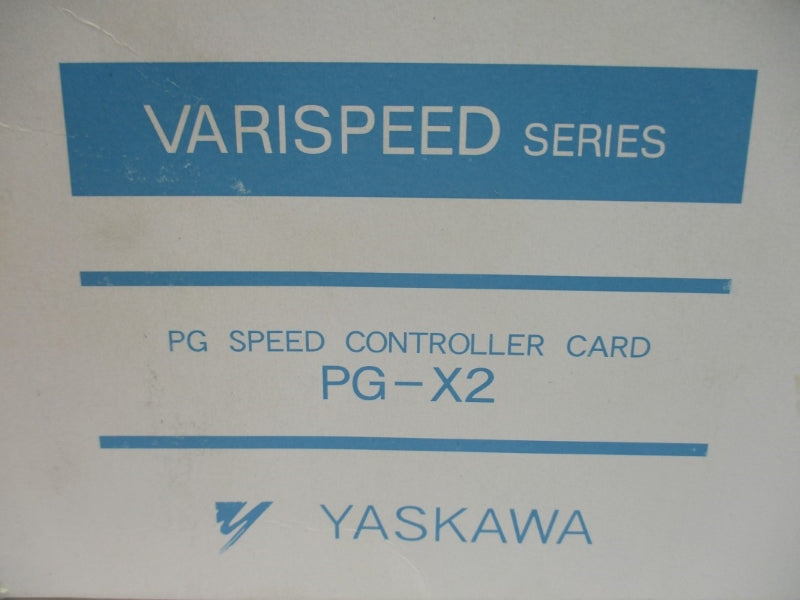 VARISPEED SERIES
PG SPEED CONTROLLER CARD
PG-X2
YASKAWA